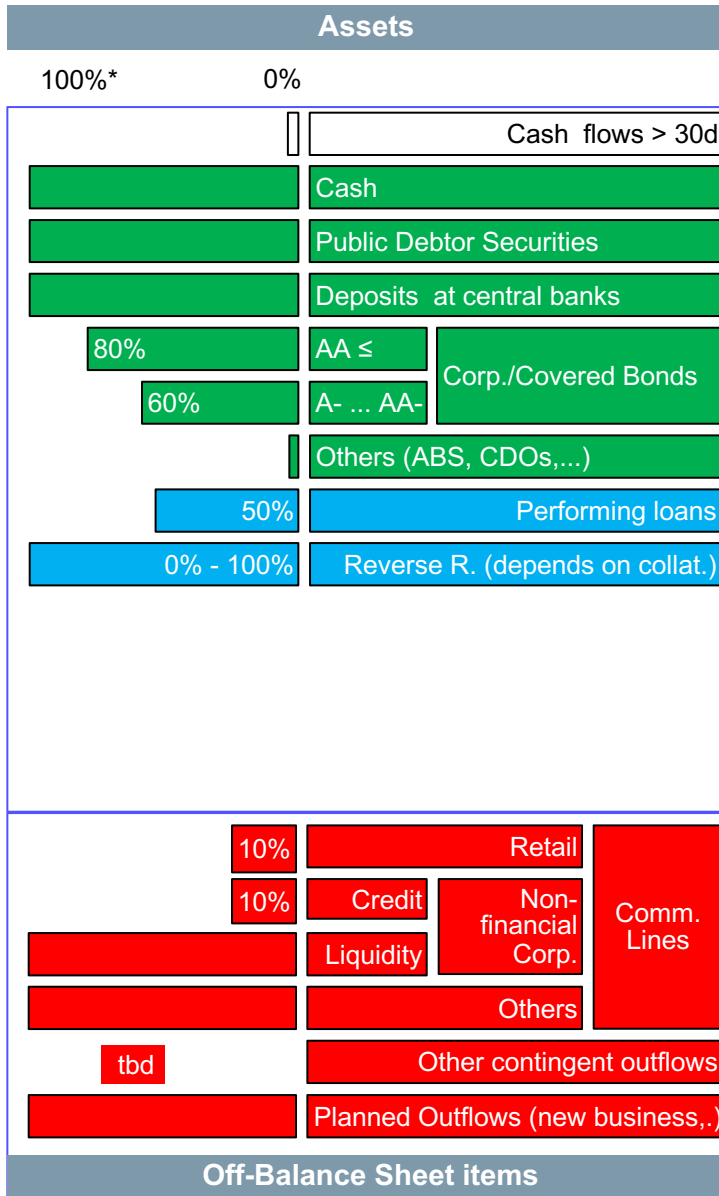 Assets
100%* 0%
Cash flows > 30d
Cash
Public Debtor Securities
Deposits at central banks
80% AA ≤
Corp./Covered Bonds
60% A- ... AA-
Others (ABS, CDOs,...)
50% Performing loans
0% - 100% Reverse R. (depends on collat.)
10% Retail
10% Credit
Non-
financial
Corp.
Comm.
Lines
Liquidity
Others
tbd Other contingent outflows
Planned Outflows (new business,.)
Off-Balance Sheet items